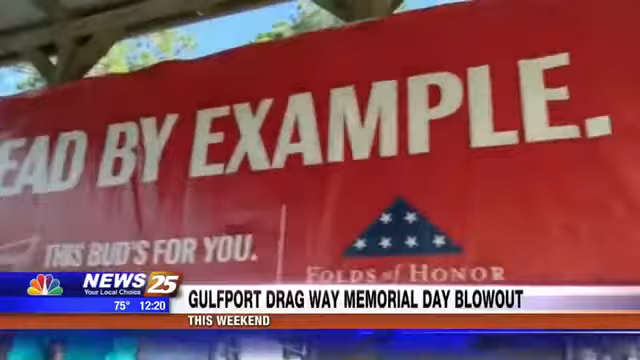 EAD BY EXAMPLE.
THIS BUD'S FOR YOU.
FOLDS of HONOR
NEWS 25
Your Local Choice
75° 12:20
GULFPORT DRAG WAY MEMORIAL DAY BLOWOUT
THIS WEEKEND